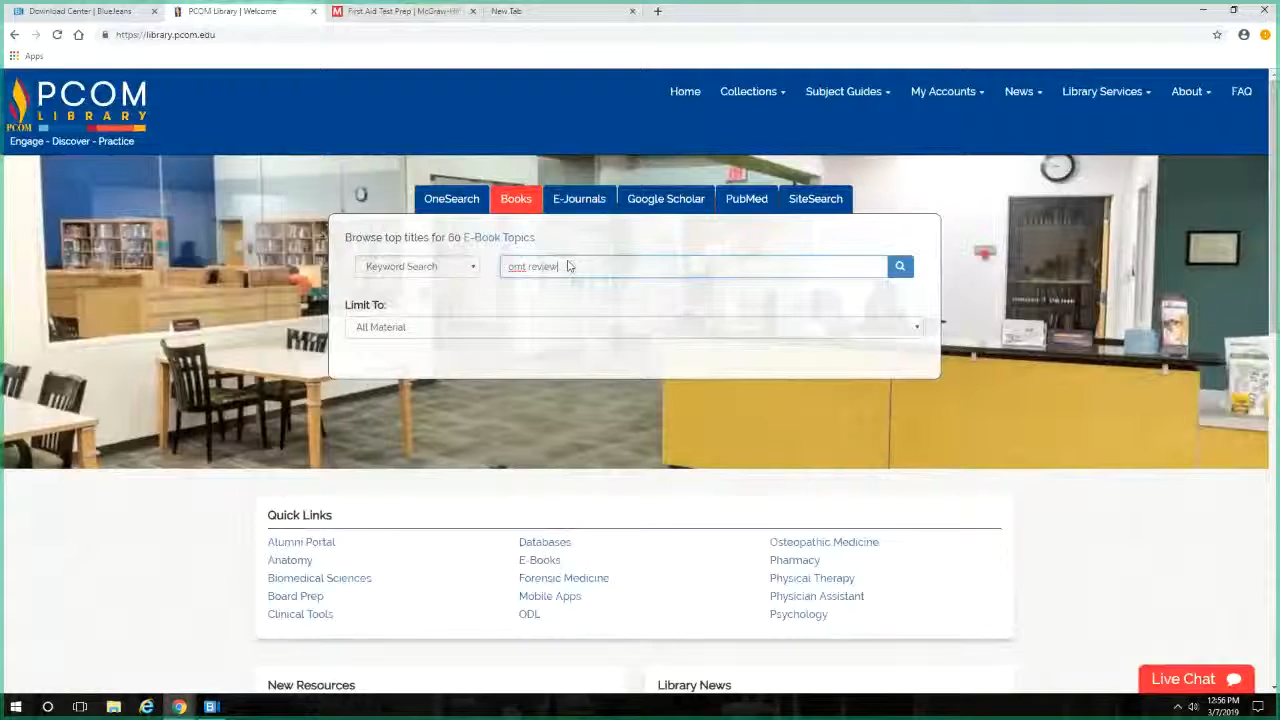 Download Center | BlueJeans
PCOM Library | Welcome
First Aid Test Prep | McGraw-Hill
New Tab
https://library.pcom.edu
Apps
PCOM
LIBRARY
PCOM
Engage - Discover - Practice
Home Collections Subject Guides My Accounts News Library Services About FAQ
OneSearch Books E-Journals Google Scholar PubMed SiteSearch
Browse top titles for 60 E-Book Topics
Keyword Search omt review
Limit To:
All Material
Quick Links
Alumni Portal Databases Osteopathic Medicine
Anatomy E-Books Pharmacy
Biomedical Sciences Forensic Medicine Physical Therapy
Board Prep Mobile Apps Physician Assistant
Clinical Tools ODL Psychology
New Resources Library News
Live Chat
12:56 PM
3/7/2019